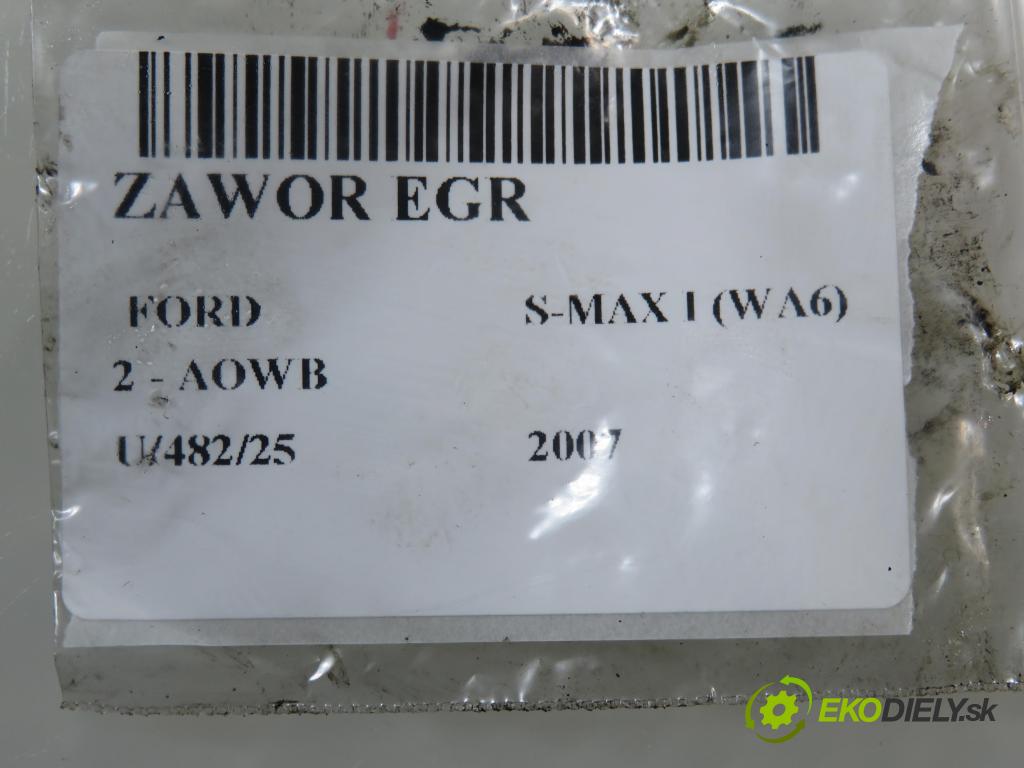 ZAWOR EGR
FORD S-MAX I (WA6)
2 - AOWB
U/482/25 2007
EKODIELY.sk